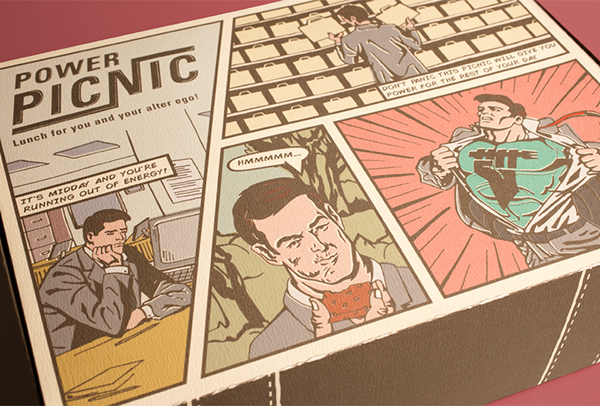 POWER
PICNIC
Lunch for you and your alter ego!
IT'S MIDDAY AND YOU'RE
RUNNING OUT OF ENERGY!
DON'T PANIC THIS PICNIC WILL GIVE YOU
POWER FOR THE REST OF YOUR DAY
HMMMMM...